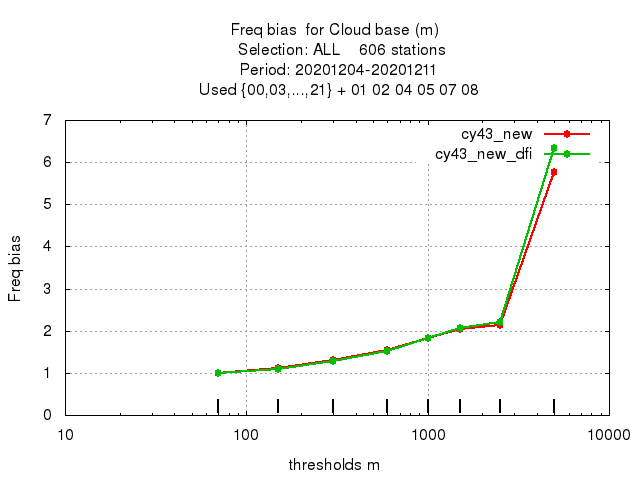 Freq bias  for Cloud base (m)
Selection: ALL    606 stations
Period: 20201204-20201211
Used {00,03,...,21} + 01 02 04 05 07 08
cy43_new
cy43_new_dfi
7
6
5
4
3
2
1
0
Freq bias
10 100 1000 10000
thresholds m